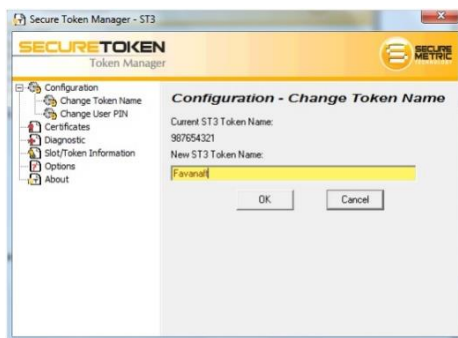 Secure Token Manager - ST3
SECURETOKEN
Token Manager
SECURE
METRIC
TECHNOLOGY
Configuration
Change Token Name
Change User PIN
Certificates
Diagnostic
Slot/Token Information
Options
About
Configuration - Change Token Name
Current ST3 Token Name:
987654321
New ST3 Token Name:
Favanalt
OK
Cancel